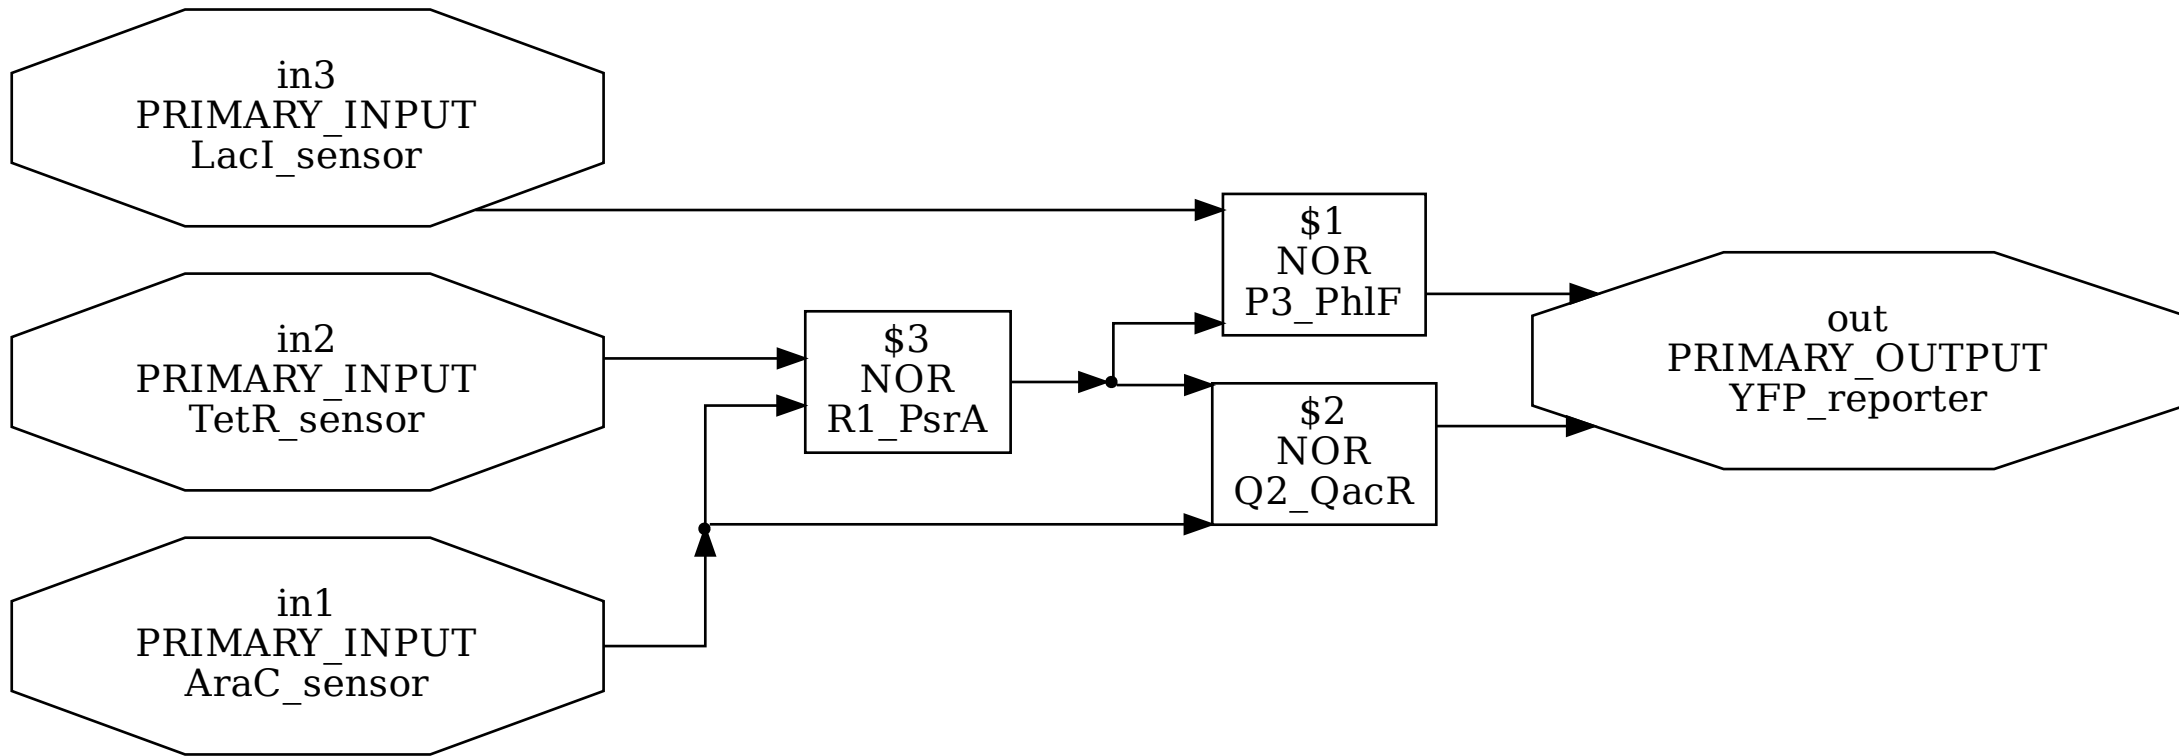 in3
PRIMARY_INPUT
LacI_sensor
in2
PRIMARY_INPUT
TetR_sensor
in1
PRIMARY_INPUT
AraC_sensor
$3
NOR
R1_PsrA
$1
NOR
P3_PhlF
$2
NOR
Q2_QacR
out
PRIMARY_OUTPUT
YFP_reporter